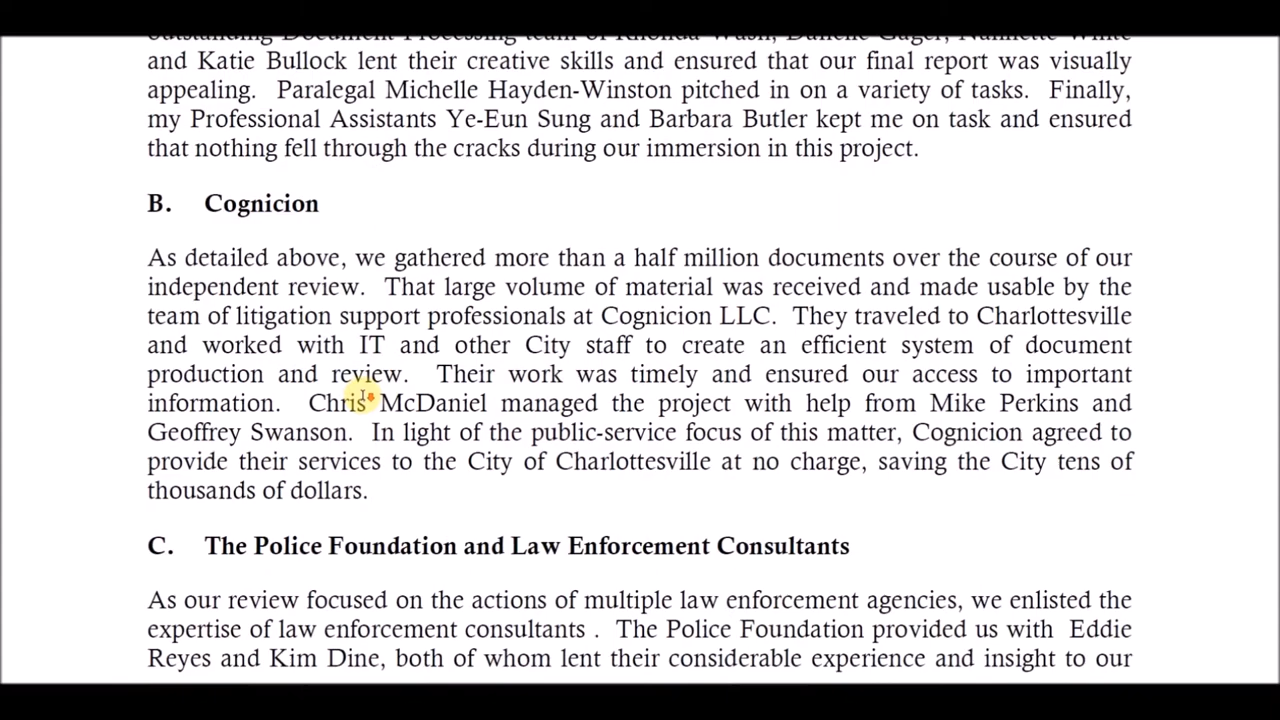 outstanding Document Processing team of Rhonda Wash, Danelle Gager, Nannette White
and Katie Bullock lent their creative skills and ensured that our final report was visually
appealing. Paralegal Michelle Hayden-Winston pitched in on a variety of tasks. Finally,
my Professional Assistants Ye-Eun Sung and Barbara Butler kept me on task and ensured
that nothing fell through the cracks during our immersion in this project.
B. Cognicion
As detailed above, we gathered more than a half million documents over the course of our
independent review. That large volume of material was received and made usable by the
team of litigation support professionals at Cognicion LLC. They traveled to Charlottesville
and worked with IT and other City staff to create an efficient system of document
production and review. Their work was timely and ensured our access to important
information. Chris McDaniel managed the project with help from Mike Perkins and
Geoffrey Swanson. In light of the public-service focus of this matter, Cognicion agreed to
provide their services to the City of Charlottesville at no charge, saving the City tens of
thousands of dollars.
C. The Police Foundation and Law Enforcement Consultants
As our review focused on the actions of multiple law enforcement agencies, we enlisted the
expertise of law enforcement consultants . The Police Foundation provided us with Eddie
Reyes and Kim Dine, both of whom lent their considerable experience and insight to our